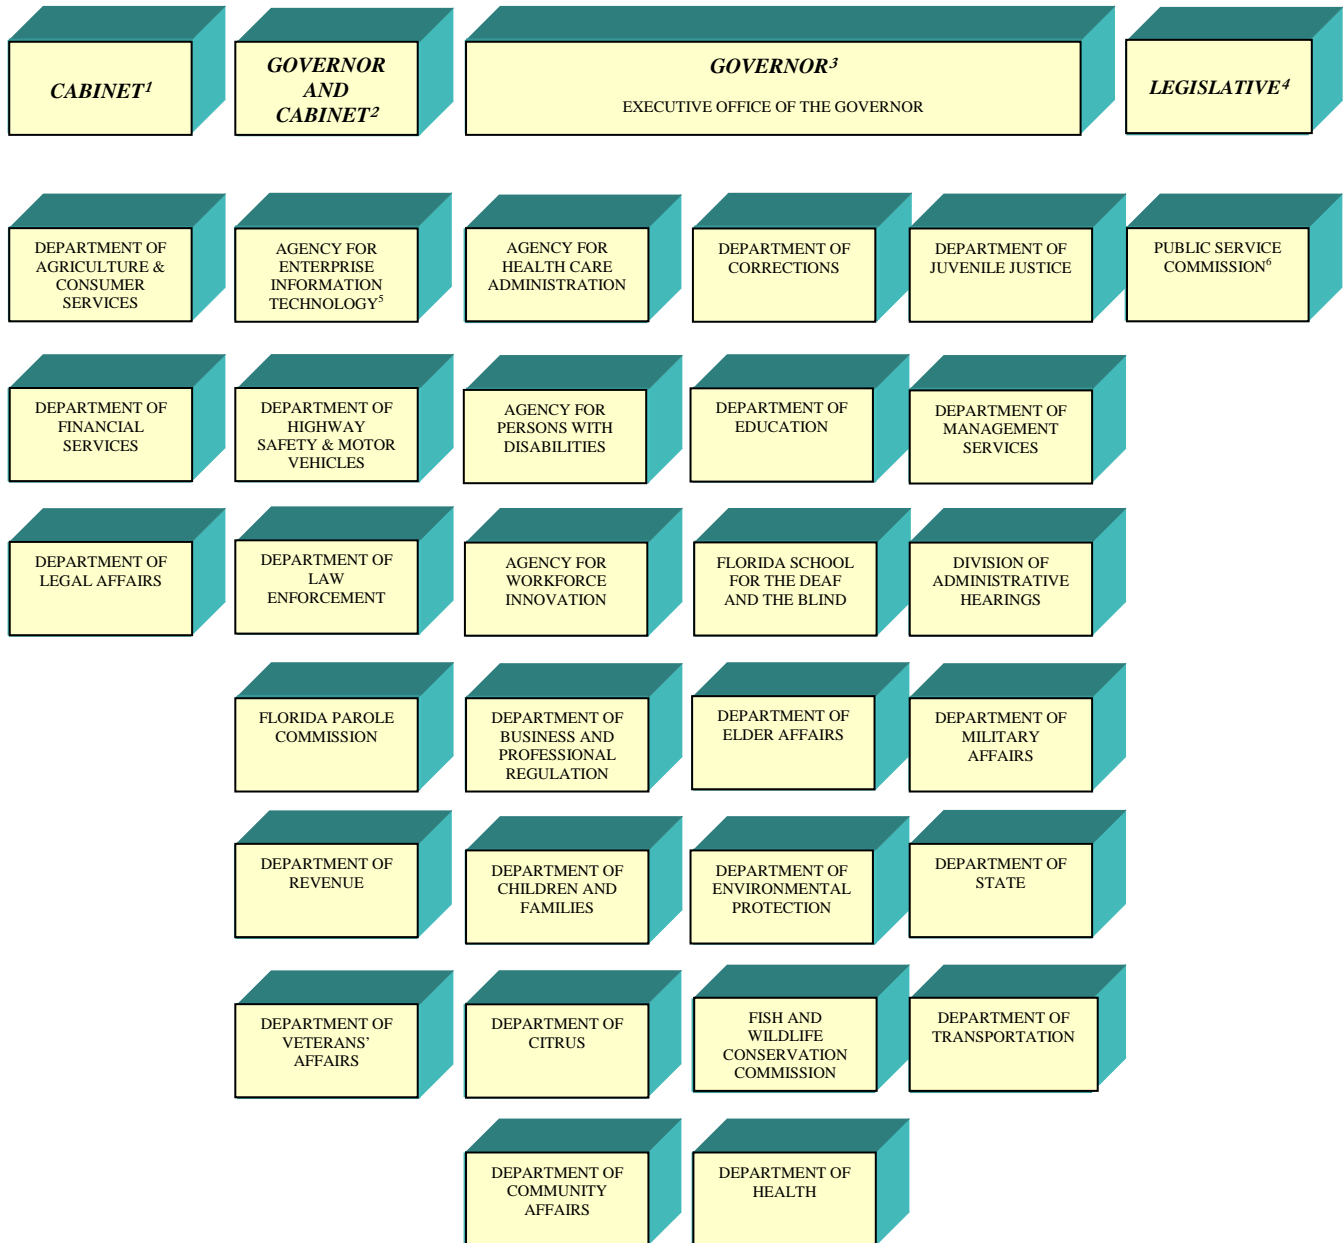 CABINET¹
GOVERNOR
AND
CABINET²
GOVERNOR³
EXECUTIVE OFFICE OF THE GOVERNOR
LEGISLATIVE⁴
DEPARTMENT OF
AGRICULTURE &
CONSUMER
SERVICES
AGENCY FOR
ENTERPRISE
INFORMATION
TECHNOLOGY⁵
AGENCY FOR
HEALTH CARE
ADMINISTRATION
DEPARTMENT OF
CORRECTIONS
DEPARTMENT OF
JUVENILE JUSTICE
PUBLIC SERVICE
COMMISSION⁶
DEPARTMENT OF
FINANCIAL
SERVICES
DEPARTMENT OF
HIGHWAY
SAFETY & MOTOR
VEHICLES
AGENCY FOR
PERSONS WITH
DISABILITIES
DEPARTMENT OF
EDUCATION
DEPARTMENT OF
MANAGEMENT
SERVICES
DEPARTMENT OF
LEGAL AFFAIRS
DEPARTMENT OF
LAW
ENFORCEMENT
AGENCY FOR
WORKFORCE
INNOVATION
FLORIDA SCHOOL
FOR THE DEAF
AND THE BLIND
DIVISION OF
ADMINISTRATIVE
HEARINGS
FLORIDA PAROLE
COMMISSION
DEPARTMENT OF
BUSINESS AND
PROFESSIONAL
REGULATION
DEPARTMENT OF
ELDER AFFAIRS
DEPARTMENT OF
MILITARY
AFFAIRS
DEPARTMENT OF
REVENUE
DEPARTMENT OF
CHILDREN AND
FAMILIES
DEPARTMENT OF
ENVIRONMENTAL
PROTECTION
DEPARTMENT OF
STATE
DEPARTMENT OF
VETERANS’
AFFAIRS
DEPARTMENT OF
CITRUS
FISH AND
WILDLIFE
CONSERVATION
COMMISSION
DEPARTMENT OF
TRANSPORTATION
DEPARTMENT OF
COMMUNITY
AFFAIRS
DEPARTMENT OF
HEALTH